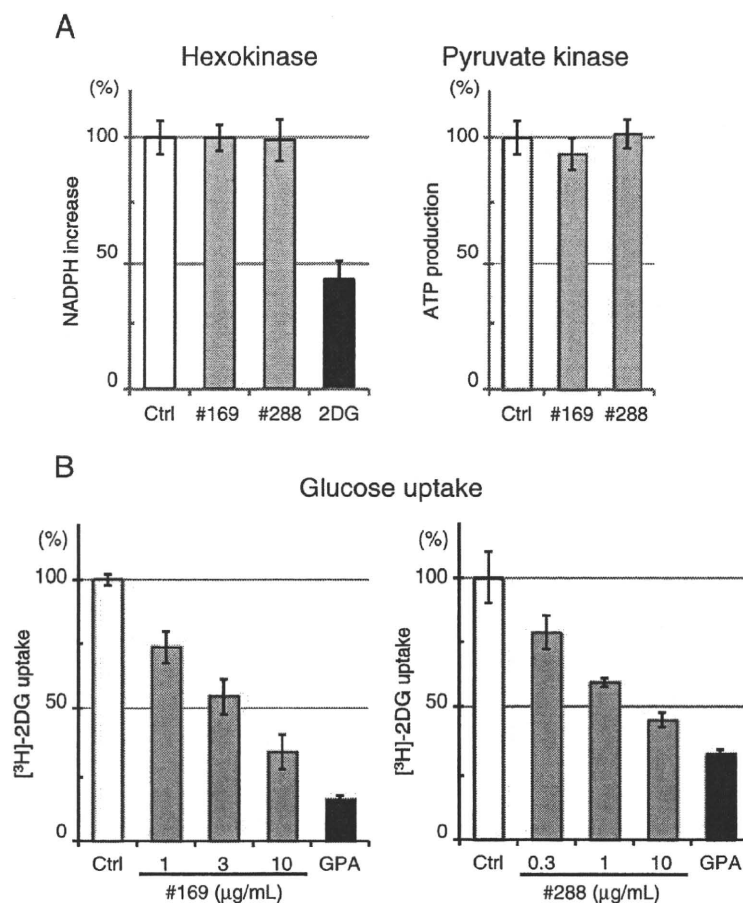 A
Hexokinase
Pyruvate kinase
(%)
100
50
0
NADPH increase
Ctrl #169 #288 2DG
100
50
0
ATP production
Ctrl #169 #288
B
Glucose uptake
(%)
100
50
0
[³H]-2DG uptake
Ctrl 1 3 10 GPA
#169 (µg/mL)
(%)
100
50
0
[³H]-2DG uptake
Ctrl 0.3 1 10 GPA
#288 (µg/mL)